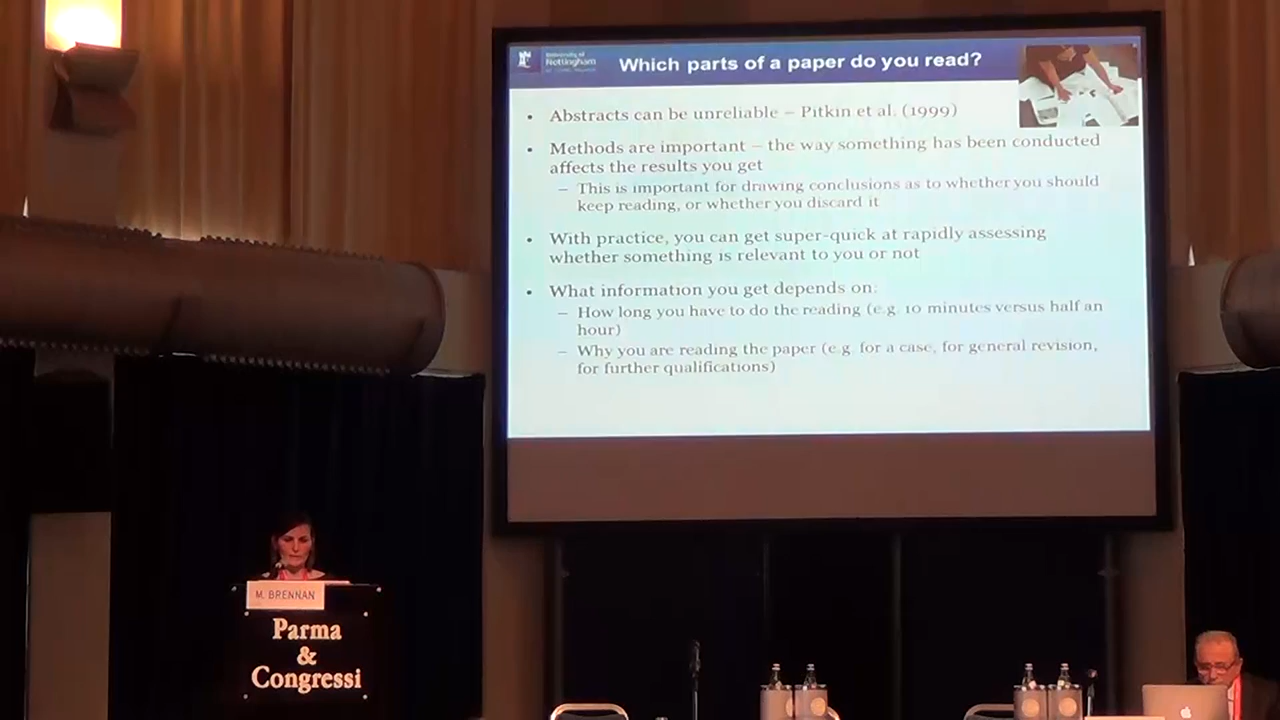 University of
Nottingham
Which parts of a paper do you read?
• Abstracts can be unreliable – Pitkin et al. (1999)
• Methods are important – the way something has been conducted
affects the results you get
– This is important for drawing conclusions as to whether you should
keep reading, or whether you discard it
• With practice, you can get super-quick at rapidly assessing
whether something is relevant to you or not
• What information you get depends on:
– How long you have to do the reading (e.g. 10 minutes versus half an
hour)
– Why you are reading the paper (e.g. for a case, for general revision,
for further qualifications)
M. BRENNAN
Parma
&
Congressi